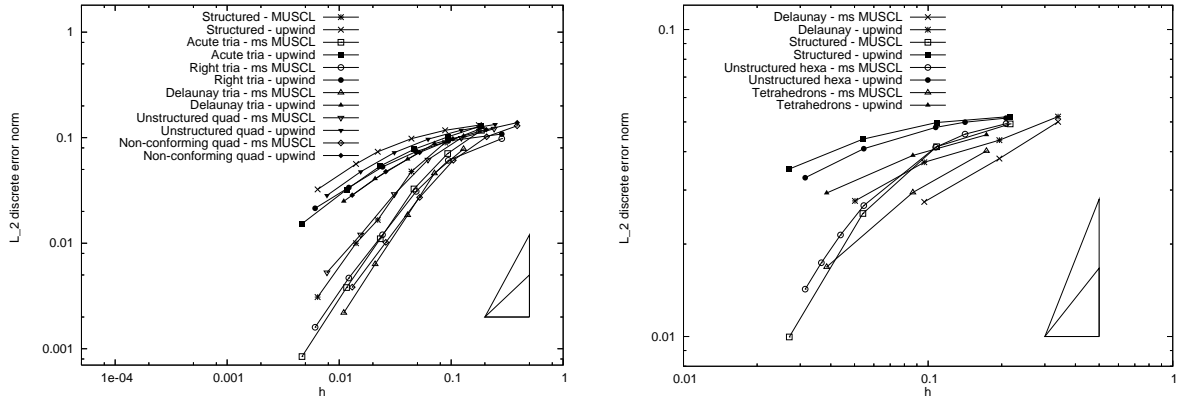 1
0.1
0.01
0.001
1e-04
0.001
0.01
0.1
1
L_2 discrete error norm
h
Structured - MUSCL
Structured - upwind
Acute tria - ms MUSCL
Acute tria - upwind
Right tria - ms MUSCL
Right tria - upwind
Delaunay tria - ms MUSCL
Delaunay tria - upwind
Unstructured quad - ms MUSCL
Unstructured quad - upwind
Non-conforming quad - ms MUSCL
Non-conforming quad - upwind
0.1
0.01
0.01
0.1
1
L_2 discrete error norm
h
Delaunay - ms MUSCL
Delaunay - upwind
Structured - MUSCL
Structured - upwind
Unstructured hexa - ms MUSCL
Unstructured hexa - upwind
Tetrahedrons - ms MUSCL
Tetrahedrons - upwind